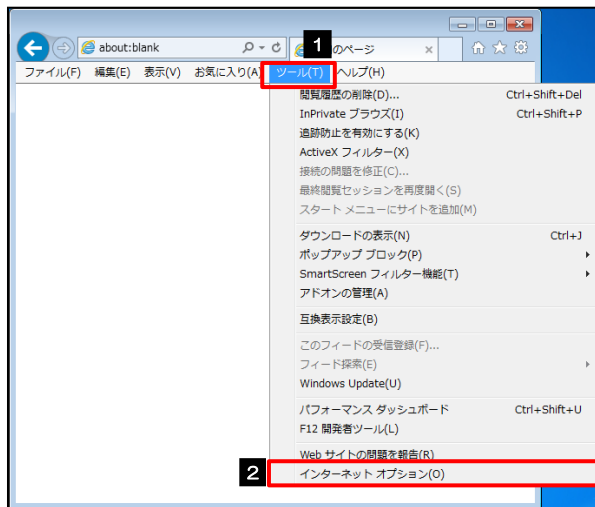 about:blank
1
のページ
ファイル(F) 編集(E) 表示(V) お気に入り(A) ツール(T) ヘルプ(H)
閲覧履歴の削除(D)... Ctrl+Shift+Del
InPrivate ブラウズ(I) Ctrl+Shift+P
追跡防止を有効にする(K)
ActiveX フィルター(X)
接続の問題を修正(C)...
最終閲覧セッションを再度開く(S)
スタート メニューにサイトを追加(M)
ダウンロードの表示(N) Ctrl+J
ポップアップ ブロック(P)
SmartScreen フィルター機能(T)
アドオンの管理(A)
互換表示設定(B)
このフィードの受信登録(F)...
フィード探索(E)
Windows Update(U)
パフォーマンス ダッシュボード Ctrl+Shift+U
F12 開発者ツール(L)
Web サイトの問題を報告(R)
2
インターネット オプション(O)